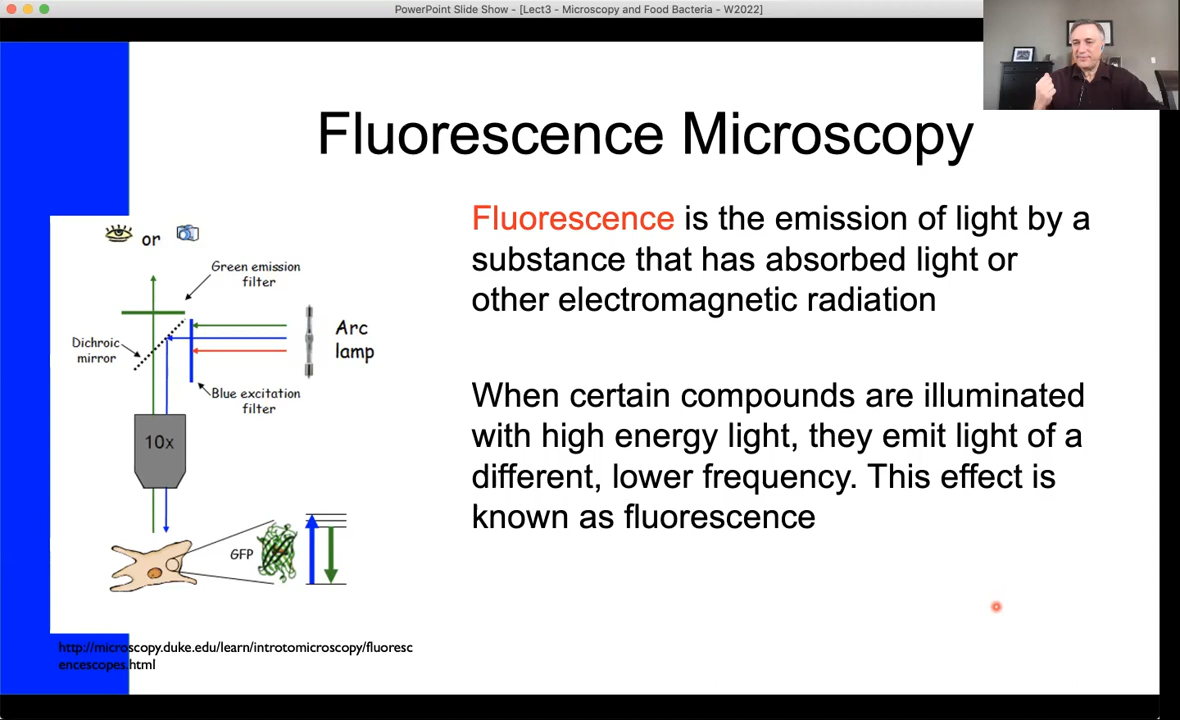 PowerPoint Slide Show - [Lect3 - Microscopy and Food Bacteria - W2022]
Fluorescence Microscopy
Fluorescence is the emission of light by a
substance that has absorbed light or
other electromagnetic radiation
When certain compounds are illuminated
with high energy light, they emit light of a
different, lower frequency. This effect is
known as fluorescence
or
Green emission
filter
Arc
lamp
Dichroic
mirror
Blue excitation
filter
10x
GFP
http://microscopy.duke.edu/learn/introtomicroscopy/fluoresc
encescopes.html